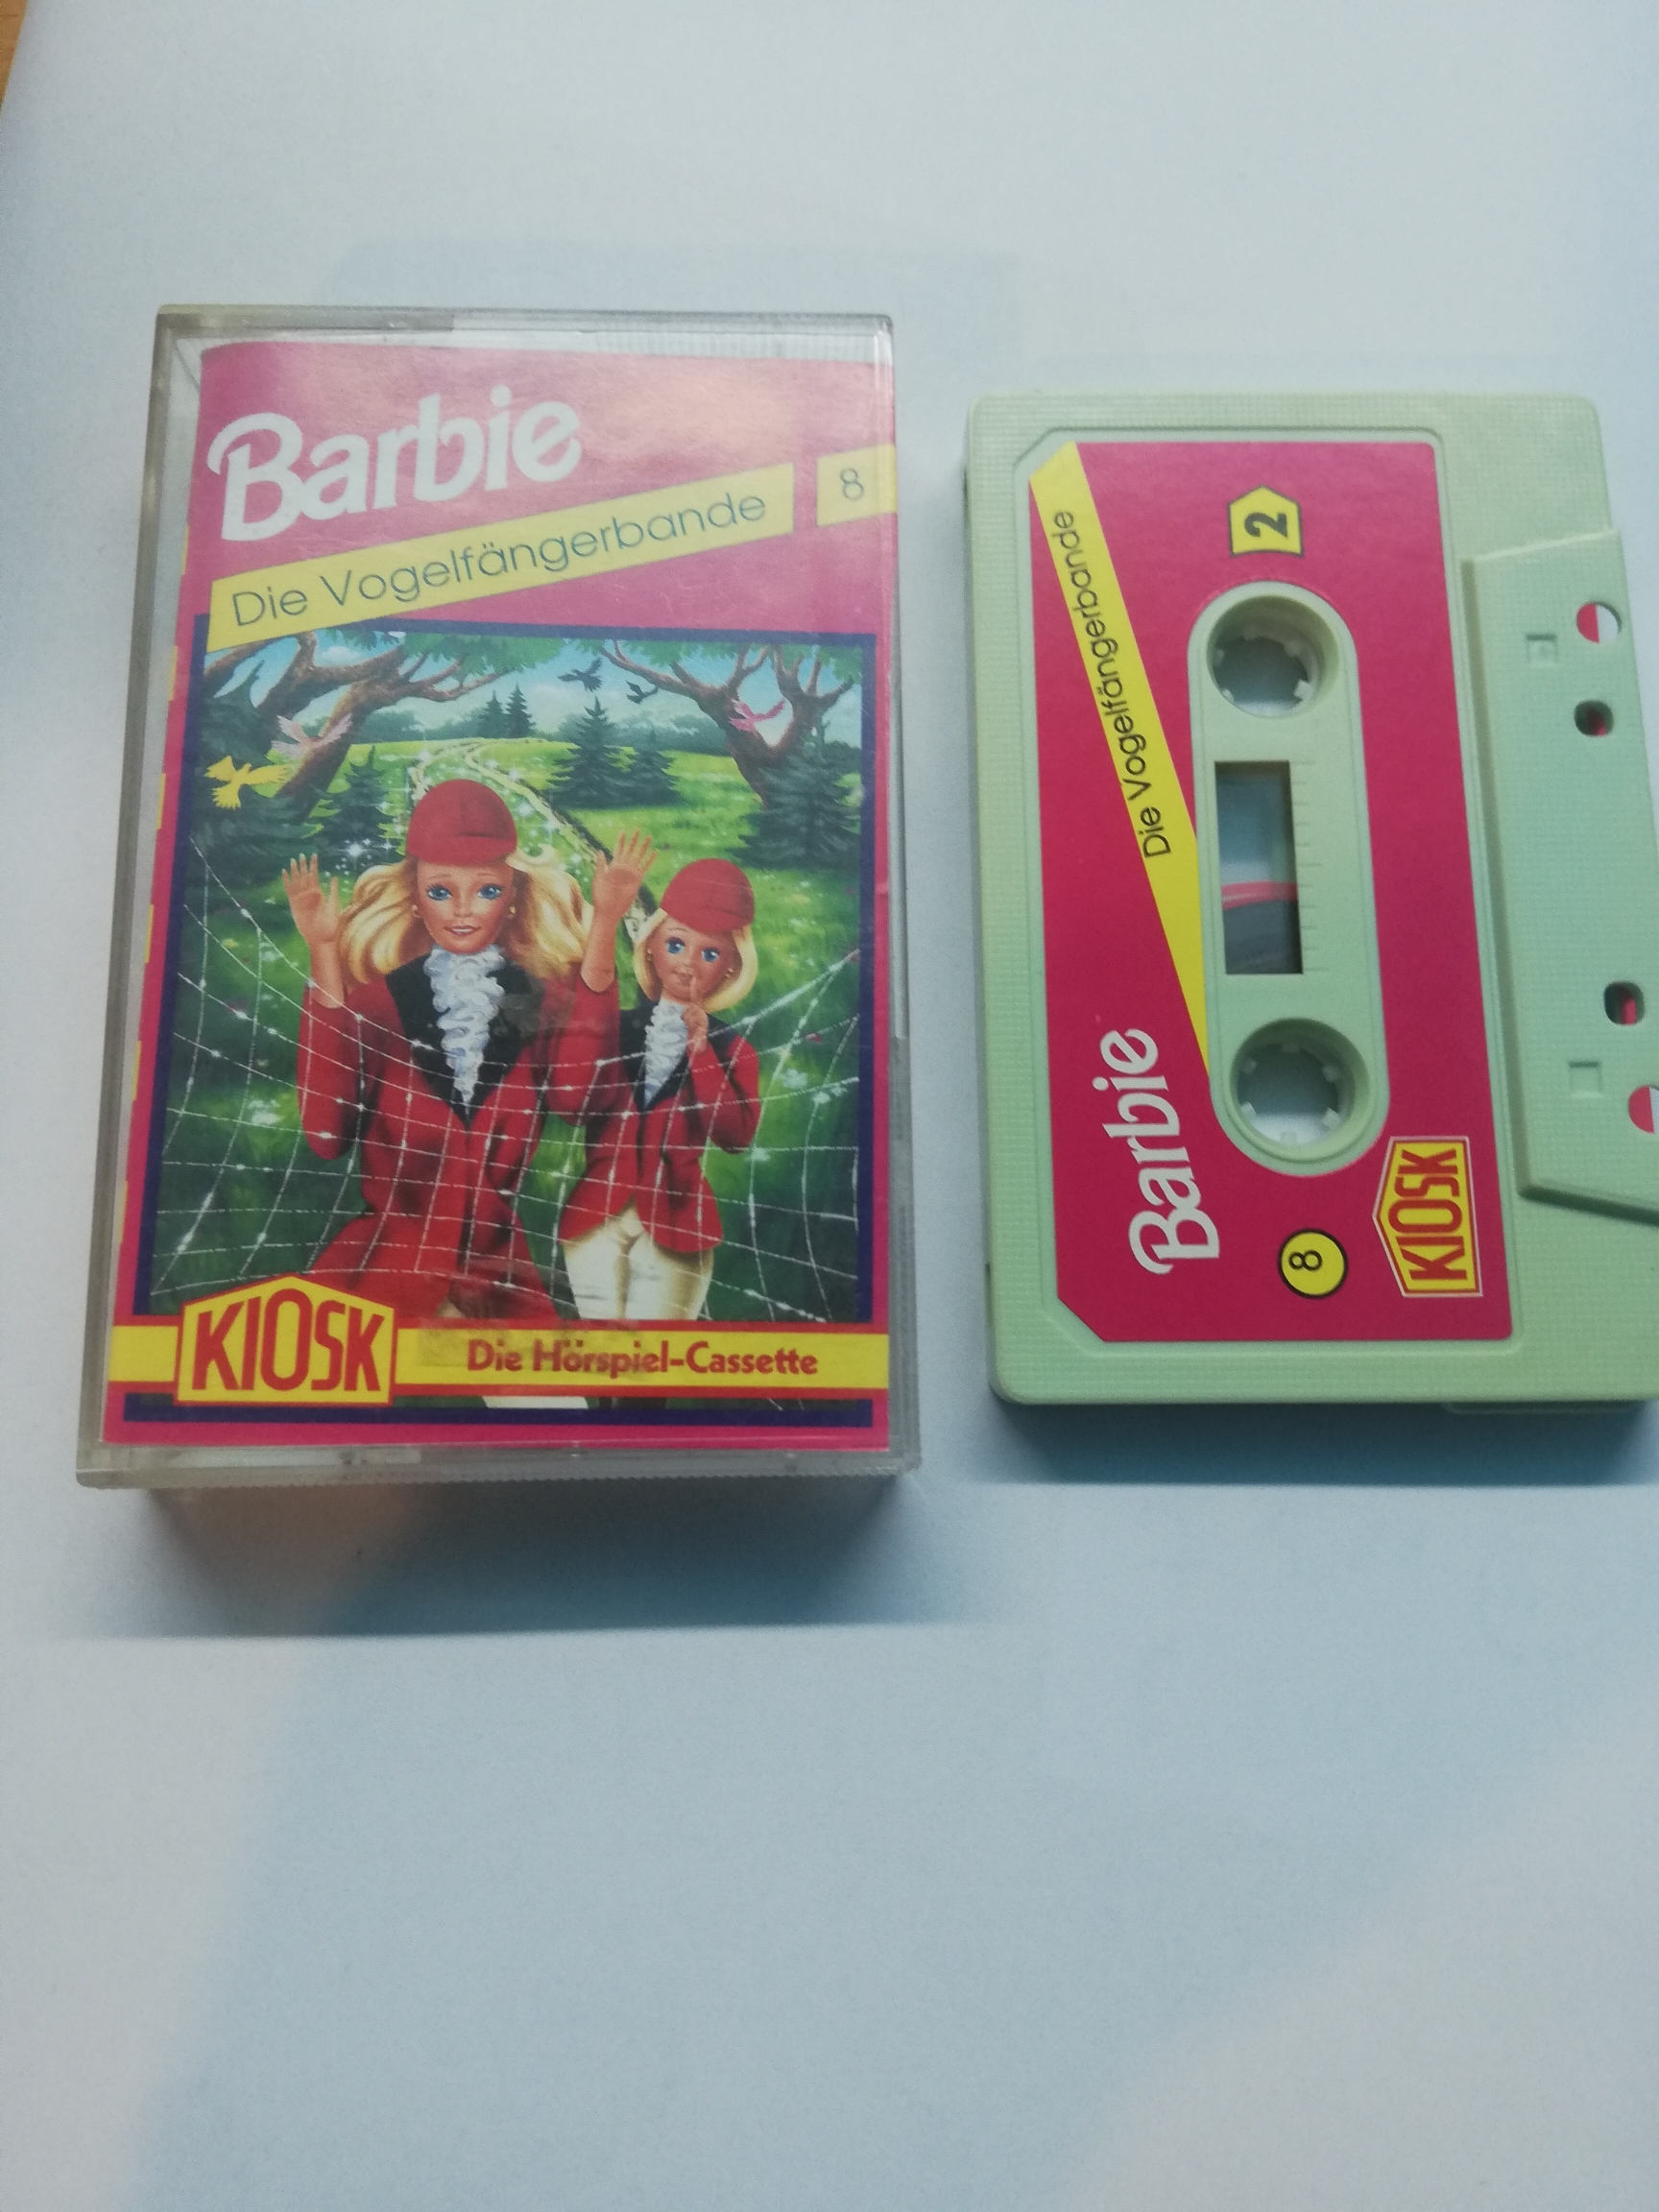 Barbie
Die Vogelfängerbande
8
KIOSK
Die Hörspiel-Cassette
Die Vogelfängerbande
2
Barbie
8
KIOSK